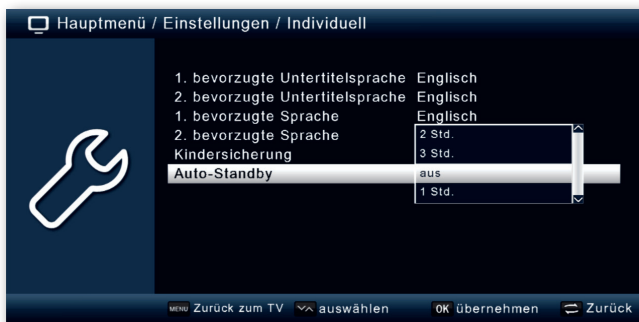 Hauptmenü / Einstellungen / Individuell
1. bevorzugte Untertitelsprache Englisch
2. bevorzugte Untertitelsprache Englisch
1. bevorzugte Sprache Englisch
2. bevorzugte Sprache
2 Std.
Kindersicherung
3 Std.
Auto-Standby
aus
1 Std.
MENU Zurück zum TV auswählen OK übernehmen Zurück